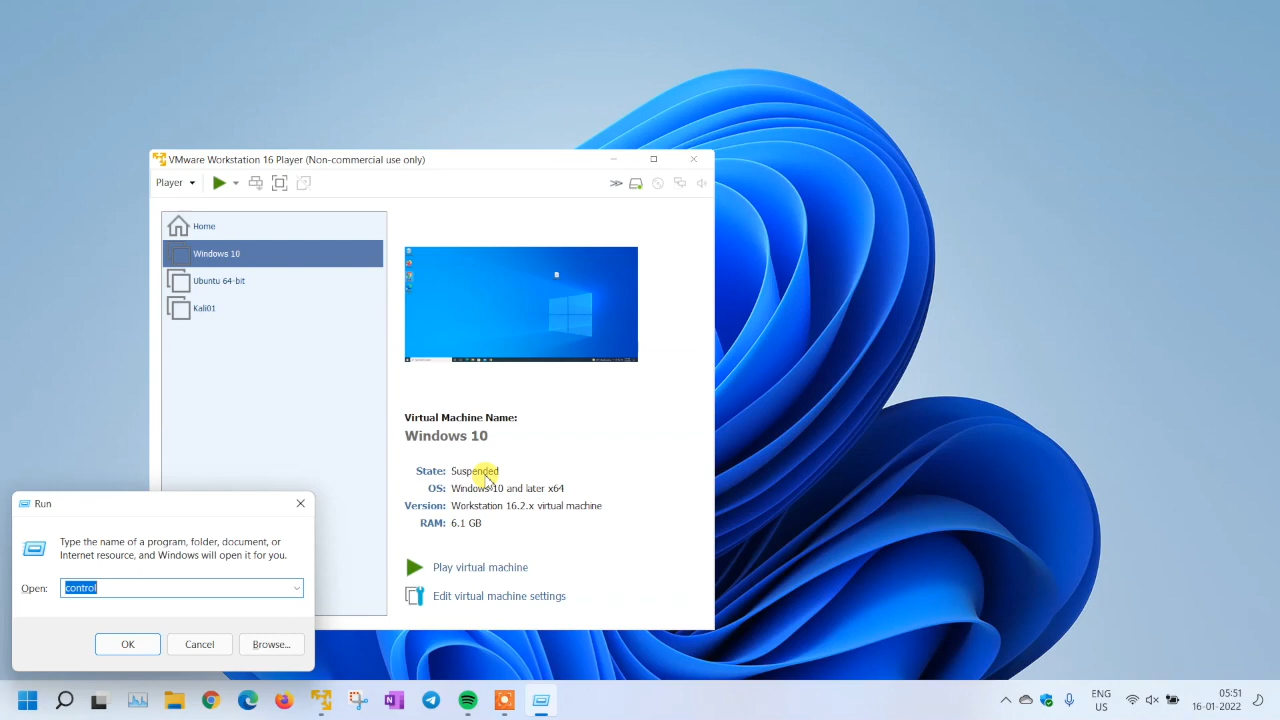 VMware Workstation 16 Player (Non-commercial use only)
Player
Home
Windows 10
Ubuntu 64-bit
Kali01
Virtual Machine Name:
Windows 10
State: Suspended
OS: Windows 10 and later x64
Version: Workstation 16.2.x virtual machine
RAM: 6.1 GB
Play virtual machine
Edit virtual machine settings
Run
Type the name of a program, folder, document, or
Internet resource, and Windows will open it for you.
Open: control
OK Cancel Browse...
ENG
US
05:51
16-01-2022